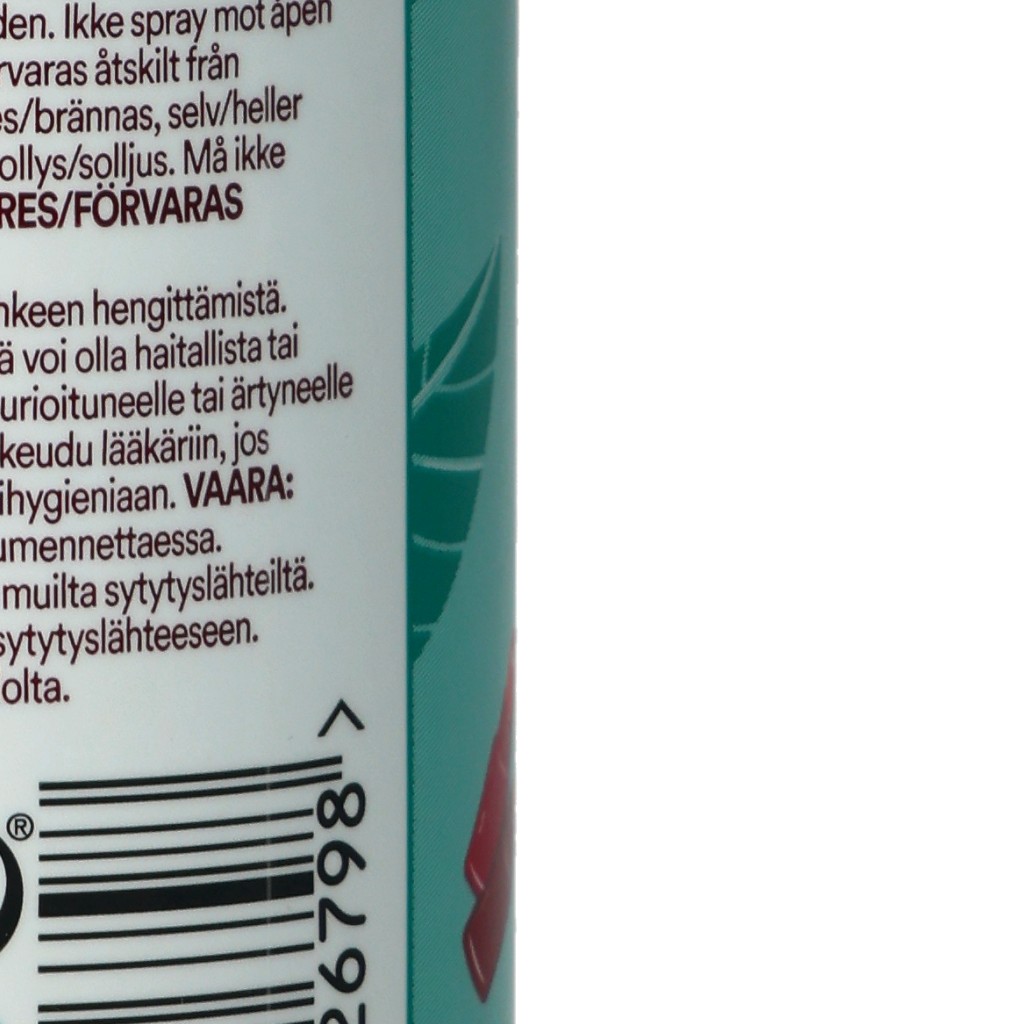 den. Ikke spray mot åpen
rvaras åtskilt från
es/brännas, selv/heller
ollys/solljus. Må ikke
RES/FÖRVARAS
nkeen hengittämistä.
ä voi olla haitallista tai
urioituneelle tai ärtyneelle
keudu lääkäriin, jos
ihygieniaan. VAARA:
umennettaessa.
muilta sytytyslähteiltä.
sytytyslähteeseen.
olta.
®
26798 >